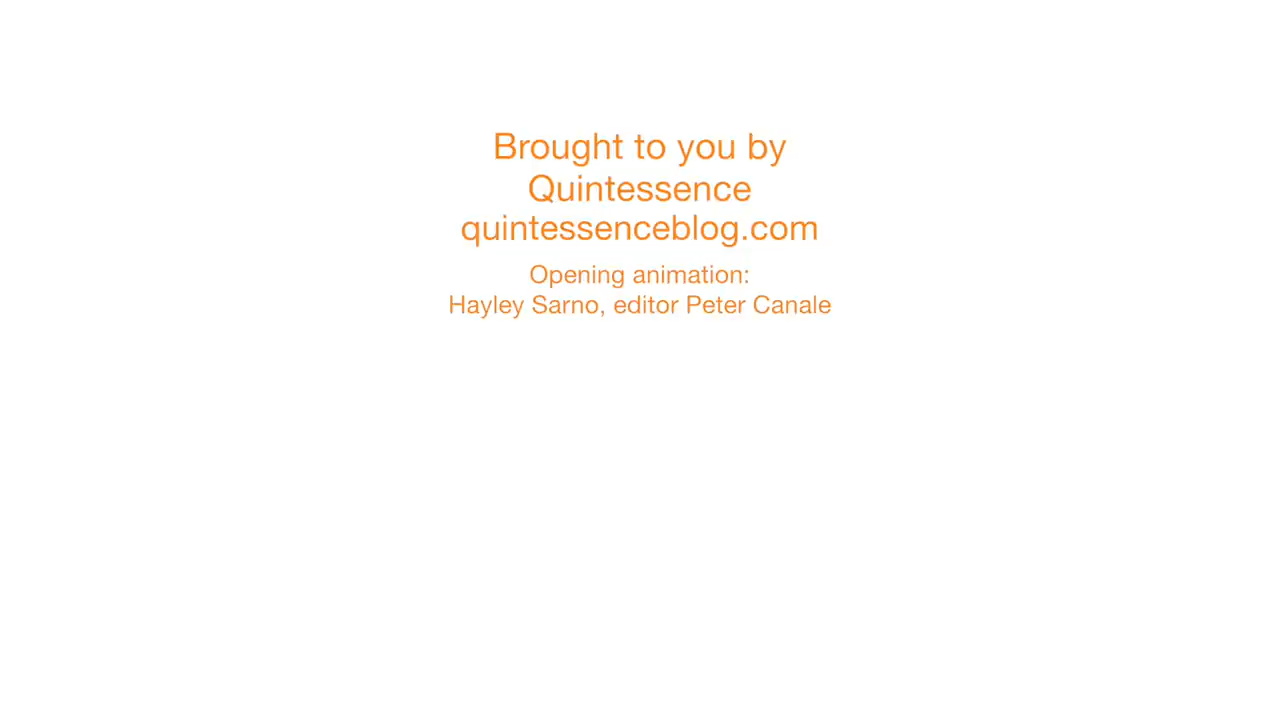 Brought to you by
Quintessence
quintessenceblog.com
Opening animation:
Hayley Sarno, editor Peter Canale